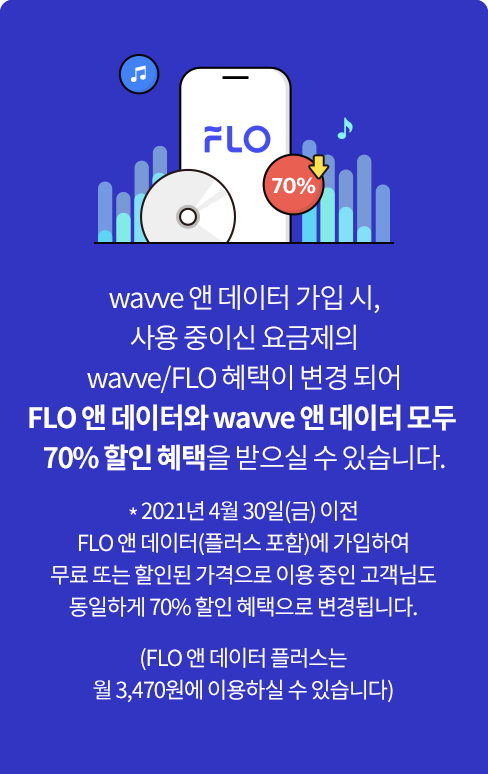 FLO
70%
wavve 앤 데이터 가입 시,
사용 중이신 요금제의
wavve/FLO 혜택이 변경 되어
FLO 앤 데이터와 wavve 앤 데이터 모두
70% 할인 혜택을 받으실 수 있습니다.
* 2021년 4월 30일(금) 이전
FLO 앤 데이터(플러스 포함)에 가입하여
무료 또는 할인된 가격으로 이용 중인 고객님도
동일하게 70% 할인 혜택으로 변경됩니다.
(FLO 앤 데이터 플러스는
월 3,470원에 이용하실 수 있습니다)